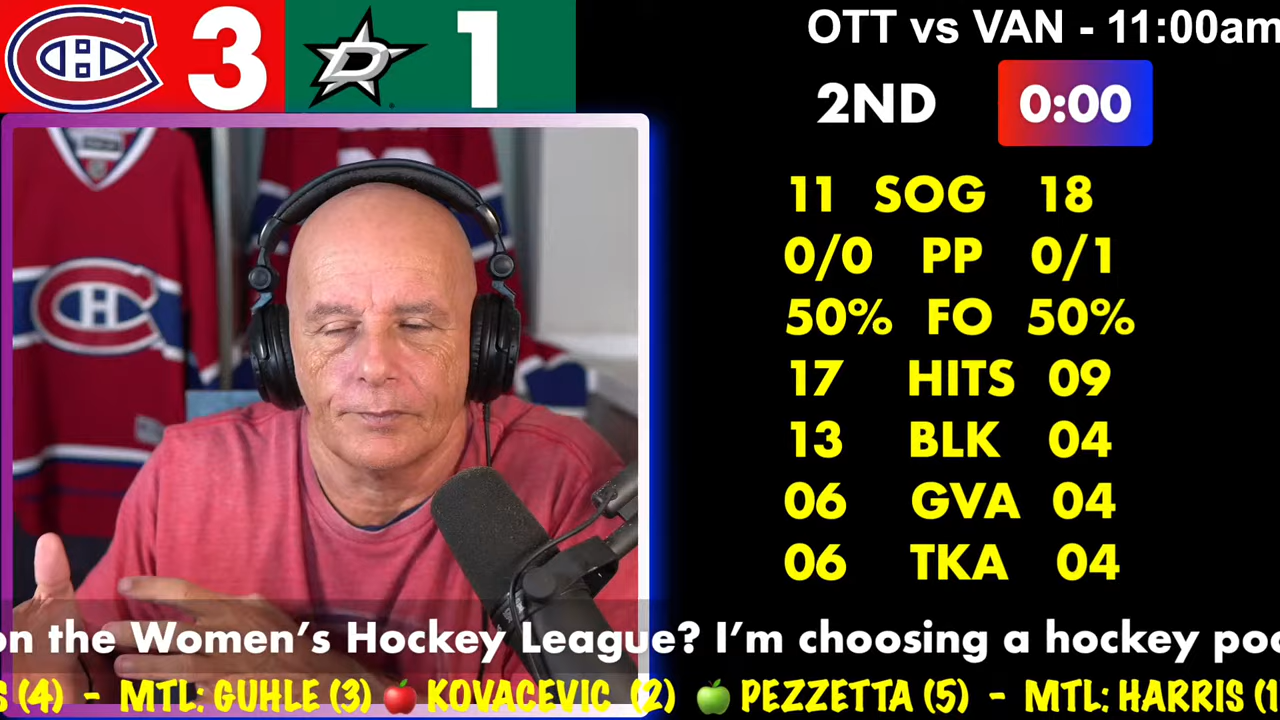 3
1
OTT vs VAN - 11:00am
2ND 0:00
11 SOG 18
0/0 PP 0/1
50% FO 50%
17 HITS 09
13 BLK 04
06 GVA 04
06 TKA 04
on the Women's Hockey League? I'm choosing a hockey
(4) - MTL: GUHLE (3) 🍎 KOVACEVIC (2) 🍏 PEZZETTA (5) - MTL: HARRIS